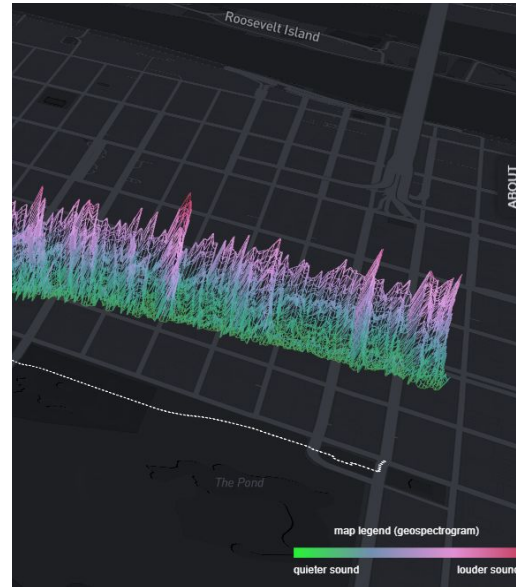 Roosevelt Island
ABOUT
The Pond
map legend (geospectrogram)
quieter sound
louder sound